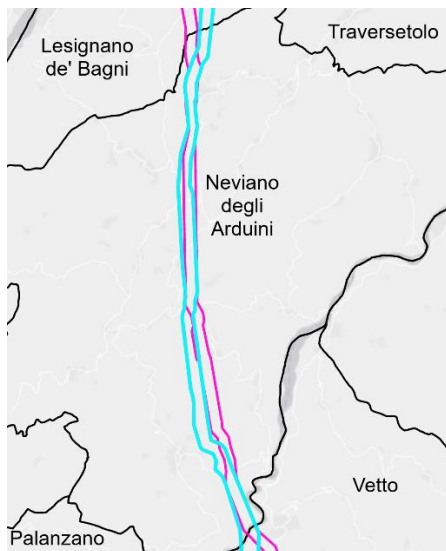 Lesignano
de' Bagni
Traversetolo
Neviano
degli
Arduini
Vetto
Palanzano